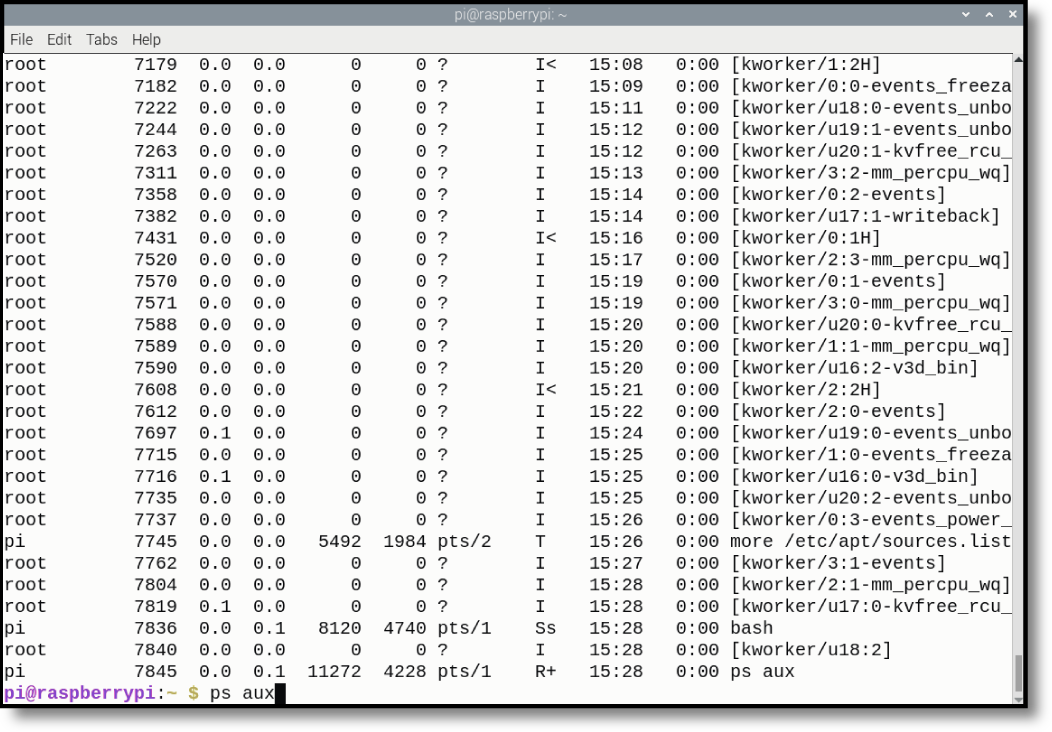 pi@raspberrypi: ~
File Edit Tabs Help
root 7179 0.0 0.0 0 0 ? I< 15:08 0:00 [kworker/1:2H]
root 7182 0.0 0.0 0 0 ? I 15:09 0:00 [kworker/0:0-events_freeza
root 7222 0.0 0.0 0 0 ? I 15:11 0:00 [kworker/u18:0-events_unbo
root 7244 0.0 0.0 0 0 ? I 15:12 0:00 [kworker/u19:1-events_unbo
root 7263 0.0 0.0 0 0 ? I 15:12 0:00 [kworker/u20:1-kvfree_rcu_
root 7311 0.0 0.0 0 0 ? I 15:13 0:00 [kworker/3:2-mm_percpu_wq]
root 7358 0.0 0.0 0 0 ? I 15:14 0:00 [kworker/0:2-events]
root 7382 0.0 0.0 0 0 ? I 15:14 0:00 [kworker/u17:1-writeback]
root 7431 0.0 0.0 0 0 ? I< 15:16 0:00 [kworker/0:1H]
root 7520 0.0 0.0 0 0 ? I 15:17 0:00 [kworker/2:3-mm_percpu_wq]
root 7570 0.0 0.0 0 0 ? I 15:19 0:00 [kworker/0:1-events]
root 7571 0.0 0.0 0 0 ? I 15:19 0:00 [kworker/3:0-mm_percpu_wq]
root 7588 0.0 0.0 0 0 ? I 15:20 0:00 [kworker/u20:0-kvfree_rcu_
root 7589 0.0 0.0 0 0 ? I 15:20 0:00 [kworker/1:1-mm_percpu_wq]
root 7590 0.0 0.0 0 0 ? I 15:20 0:00 [kworker/u16:2-v3d_bin]
root 7608 0.0 0.0 0 0 ? I< 15:21 0:00 [kworker/2:2H]
root 7612 0.0 0.0 0 0 ? I 15:22 0:00 [kworker/2:0-events]
root 7697 0.1 0.0 0 0 ? I 15:24 0:00 [kworker/u19:0-events_unbo
root 7715 0.0 0.0 0 0 ? I 15:25 0:00 [kworker/1:0-events_freeza
root 7716 0.1 0.0 0 0 ? I 15:25 0:00 [kworker/u16:0-v3d_bin]
root 7735 0.0 0.0 0 0 ? I 15:25 0:00 [kworker/u20:2-events_unbo
root 7737 0.0 0.0 0 0 ? I 15:26 0:00 [kworker/0:3-events_power_
pi 7745 0.0 0.0 5492 1984 pts/2 T 15:26 0:00 more /etc/apt/sources.list
root 7762 0.0 0.0 0 0 ? I 15:27 0:00 [kworker/3:1-events]
root 7804 0.0 0.0 0 0 ? I 15:28 0:00 [kworker/2:1-mm_percpu_wq]
root 7819 0.1 0.0 0 0 ? I 15:28 0:00 [kworker/u17:0-kvfree_rcu_
pi 7836 0.0 0.1 8120 4740 pts/1 Ss 15:28 0:00 bash
root 7840 0.0 0.0 0 0 ? I 15:28 0:00 [kworker/u18:2]
pi 7845 0.0 0.1 11272 4228 pts/1 R+ 15:28 0:00 ps aux
pi@raspberrypi:~ $ ps aux